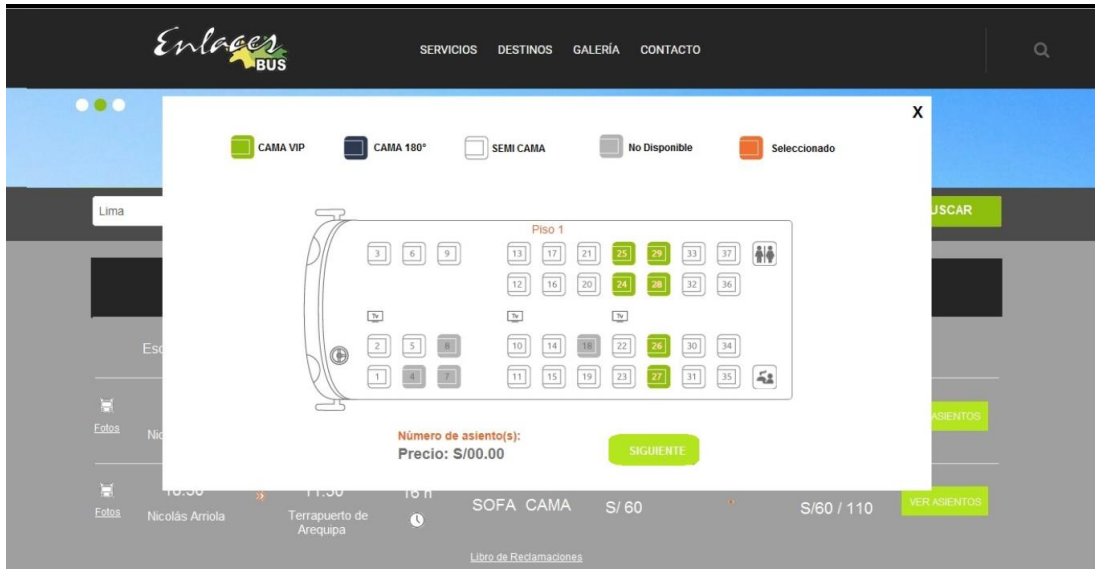 Enlaces
BUS
SERVICIOS DESTINOS GALERÍA CONTACTO
X
CAMA VIP CAMA 180° SEMI CAMA No Disponible Seleccionado
Lima
USCAR
Piso 1
3 6 9 13 17 21 25 29 33 37
12 16 20 24 28 32 36
TV TV TV
2 5 8 10 14 18 22 26 30 34
1 4 7 11 15 19 23 27 31 35
Esc
ASIENTOS
Fotos
Nic
Número de asiento(s):
Precio: S/00.00
SIGUIENTE
16 h
SOFA CAMA S/ 60 S/60 / 110 VER ASIENTOS
Fotos Nicolás Arriola Terrapuerto de
Arequipa
Libro de Reclamaciones